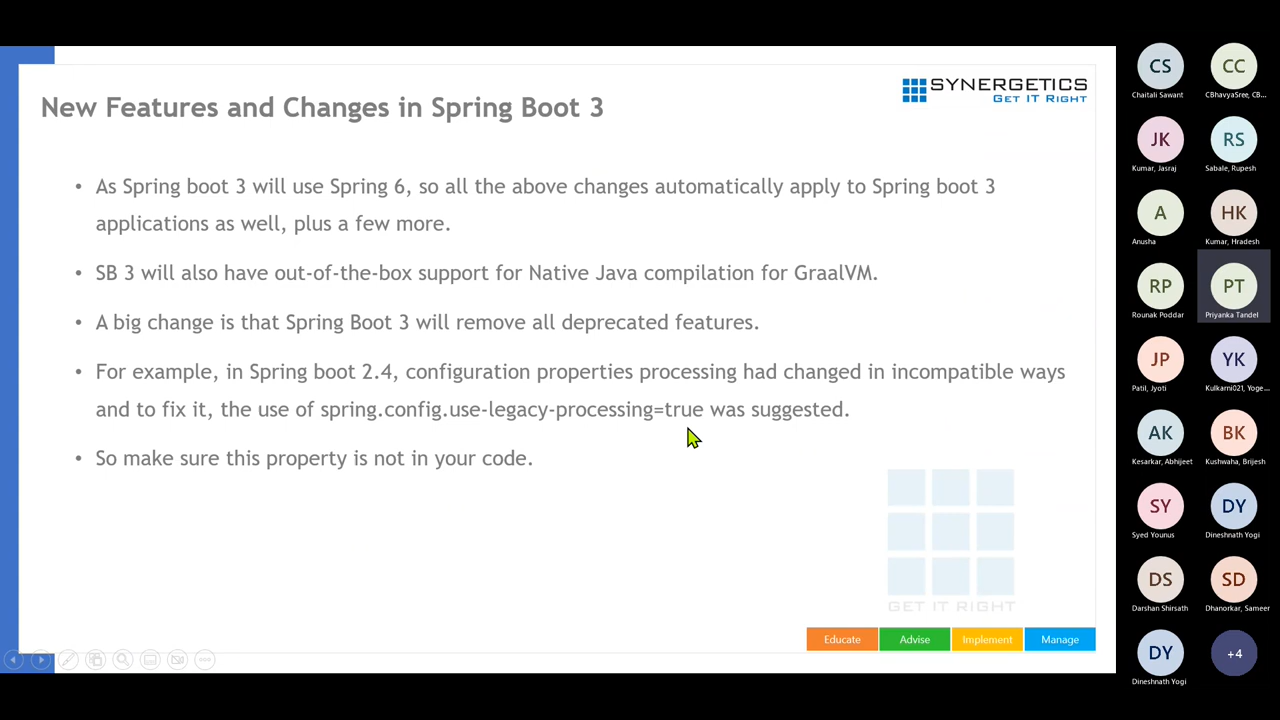 New Features and Changes in Spring Boot 3
SYNERGETICS
GET IT RIGHT
• As Spring boot 3 will use Spring 6, so all the above changes automatically apply to Spring boot 3
applications as well, plus a few more.
• SB 3 will also have out-of-the-box support for Native Java compilation for GraalVM.
• A big change is that Spring Boot 3 will remove all deprecated features.
• For example, in Spring boot 2.4, configuration properties processing had changed in incompatible ways
and to fix it, the use of spring.config.use-legacy-processing=true was suggested.
• So make sure this property is not in your code.
GET IT RIGHT
Educate Advise Implement Manage
CS CC
Chaitali Sawant CBhavyaSree, CB...
JK RS
Kumar, Jasraj Sabale, Rupesh
A HK
Anusha Kumar, Hradesh
RP PT
Rounak Poddar Priyanka Tandel
JP YK
Patil, Jyoti Kulkarni021, Yoge...
AK BK
Kesarkar, Abhijeet Kushwaha, Brijesh
SY DY
Syed Younus Dineshnath Yogi
DS SD
Darshan Shirsath Dhanorkar, Sameer
DY +4
Dineshnath Yogi